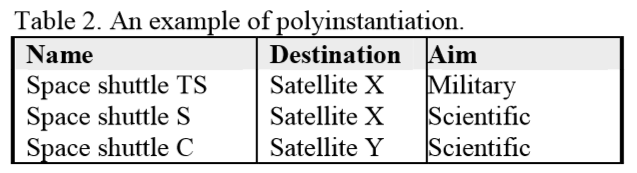 Table 2. An example of polyinstantiation.
Name Destination Aim
Space shuttle TS Satellite X Military
Space shuttle S Satellite X Scientific
Space shuttle C Satellite Y Scientific